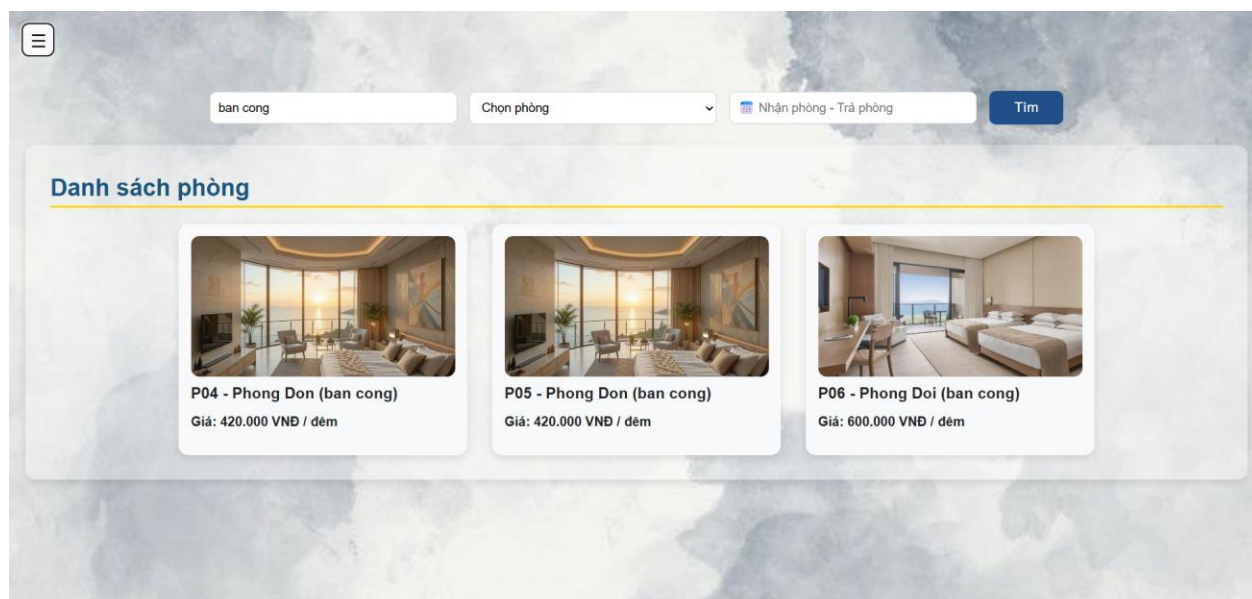 ban cong
Chọn phòng
Nhận phòng - Trả phòng
Tìm
Danh sách phòng
P04 - Phong Don (ban cong)
Giá: 420.000 VNĐ / đêm
P05 - Phong Don (ban cong)
Giá: 420.000 VNĐ / đêm
P06 - Phong Doi (ban cong)
Giá: 600.000 VNĐ / đêm